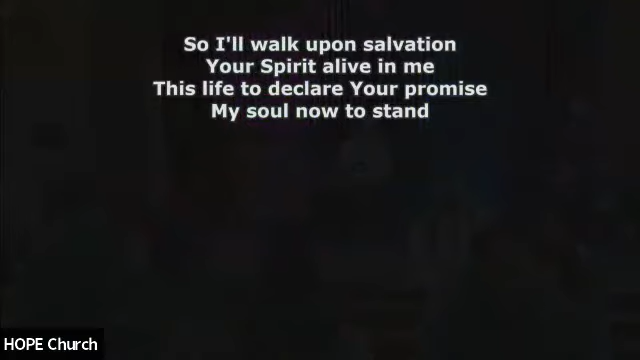 So I'll walk upon salvation
Your Spirit alive in me
This life to declare Your promise
My soul now to stand
HOPE Church